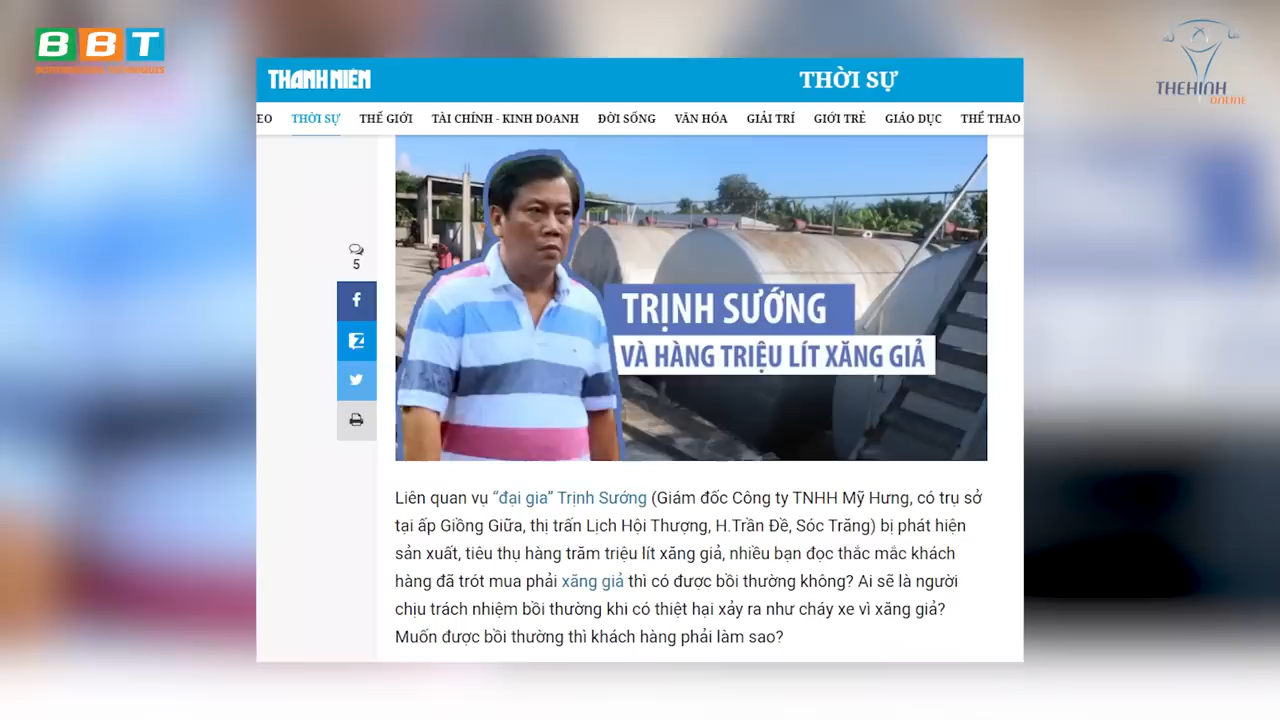 BBT
THEHINH
ONLINE
THANH NIÊN
THỜI SỰ
EO THỜI SỰ THẾ GIỚI TÀI CHÍNH - KINH DOANH ĐỜI SỐNG VĂN HÓA GIẢI TRÍ GIỚI TRẺ GIÁO DỤC THỂ THAO
5
TRỊNH SƯỚNG
VÀ HÀNG TRIỆU LÍT XĂNG GIẢ
Liên quan vụ “đại gia” Trịnh Sướng (Giám đốc Công ty TNHH Mỹ Hưng, có trụ sở
tại ấp Giồng Giữa, thị trấn Lịch Hội Thượng, H.Trần Đề, Sóc Trăng) bị phát hiện
sản xuất, tiêu thụ hàng trăm triệu lít xăng giả, nhiều bạn đọc thắc mắc khách
hàng đã trót mua phải xăng giả thì có được bồi thường không? Ai sẽ là người
chịu trách nhiệm bồi thường khi có thiệt hại xảy ra như cháy xe vì xăng giả?
Muốn được bồi thường thì khách hàng phải làm sao?